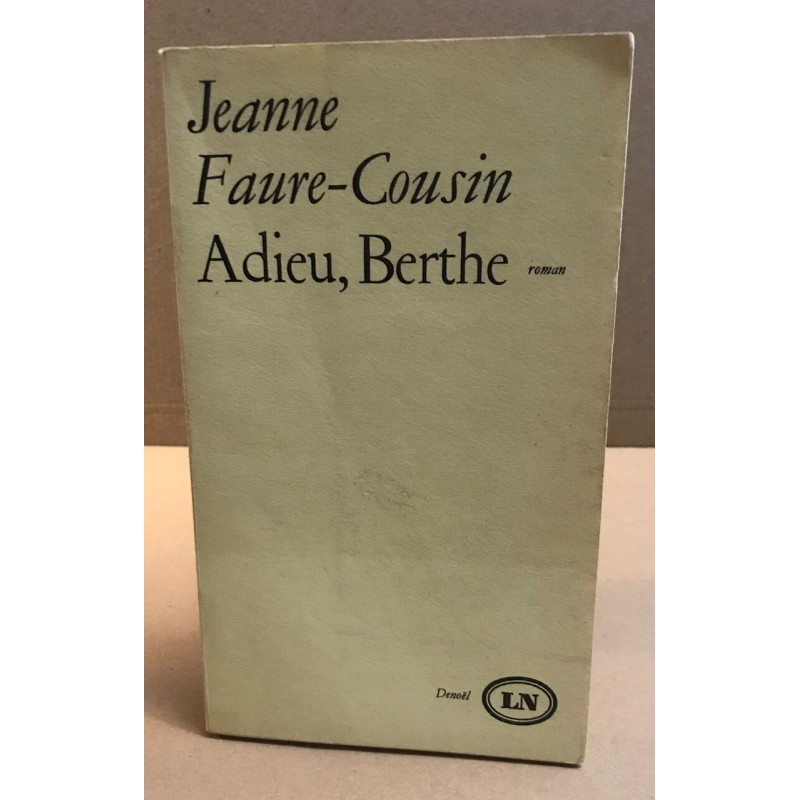 Jeanne
Faure-Cousin
Adieu, Berthe roman
Denoël LN